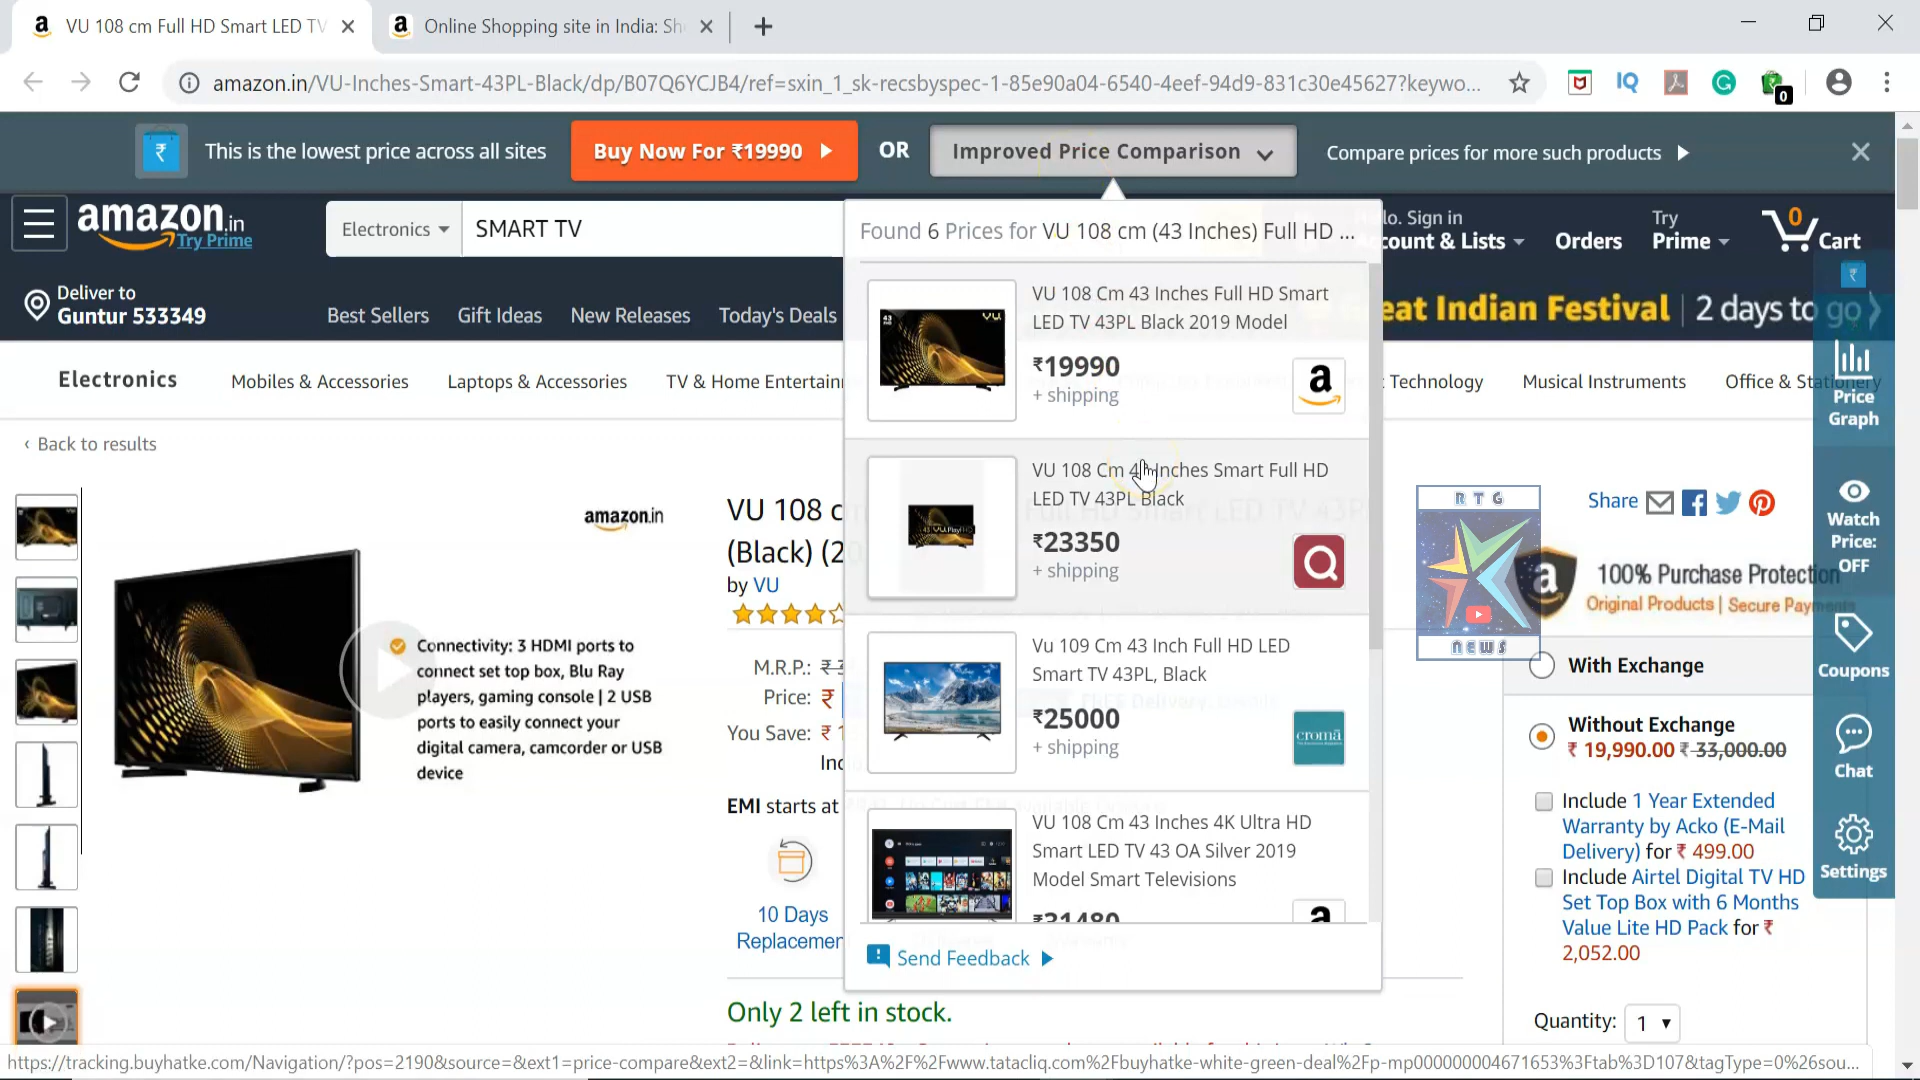 VU 108 cm Full HD Smart LED TV
Online Shopping site in India: Sh
amazon.in/VU-Inches-Smart-43PL-Black/dp/B07Q6YCJB4/ref=sxin_1_sk-recsbyspec-1-85e90a04-6540-4eef-94d9-831c30e45627?keywo...
0
This is the lowest price across all sites
Buy Now For ₹19990
OR
Improved Price Comparison
Compare prices for more such products
amazon.in
Try Prime
Electronics
SMART TV
lo. Sign in
count & Lists
Orders
Try
Prime
0
Cart
Deliver to
Guntur 533349
Best Sellers
Gift Ideas
New Releases
Today's Deals
eat Indian Festival | 2 days to go
Electronics
Mobiles & Accessories
Laptops & Accessories
TV & Home Entertain
Technology
Musical Instruments
Office & Stationery
‹ Back to results
Found 6 Prices for VU 108 cm (43 Inches) Full HD ...
VU 108 Cm 43 Inches Full HD Smart
LED TV 43PL Black 2019 Model
₹19990
+ shipping
VU 108 Cm 43 Inches Smart Full HD
LED TV 43PL Black
₹23350
+ shipping
Vu 109 Cm 43 Inch Full HD LED
Smart TV 43PL, Black
₹25000
+ shipping
croma
VU 108 Cm 43 Inches 4K Ultra HD
Smart LED TV 43 OA Silver 2019
Model Smart Televisions
₹31480
Send Feedback
amazon.in
Connectivity: 3 HDMI ports to
connect set top box, Blu Ray
players, gaming console | 2 USB
ports to easily connect your
digital camera, camcorder or USB
device
VU 108 c
(Black) (2
by VU
M.R.P.: ₹
Price: ₹
You Save: ₹ 1
Inc
EMI starts at
10 Days
Replacemen
Only 2 left in stock.
RTG
NEWS
Share
100% Purchase Protection
Original Products | Secure Payments
With Exchange
Without Exchange
₹ 19,990.00 ₹ 33,000.00
Include 1 Year Extended
Warranty by Acko (E-Mail
Delivery) for ₹ 499.00
Include Airtel Digital TV HD
Set Top Box with 6 Months
Value Lite HD Pack for ₹
2,052.00
Quantity: 1
Price
Graph
Watch
Price:
OFF
Coupons
Chat
Settings
https://tracking.buyhatke.com/Navigation/?pos=2190&source=&ext1=price-compare&ext2=&link=https%3A%2F%2Fwww.tatacliq.com%2Fbuyhatke-white-green-deal%2Fp-mp000000004671653%3Ftab%3D107&tagType=0%26sou...